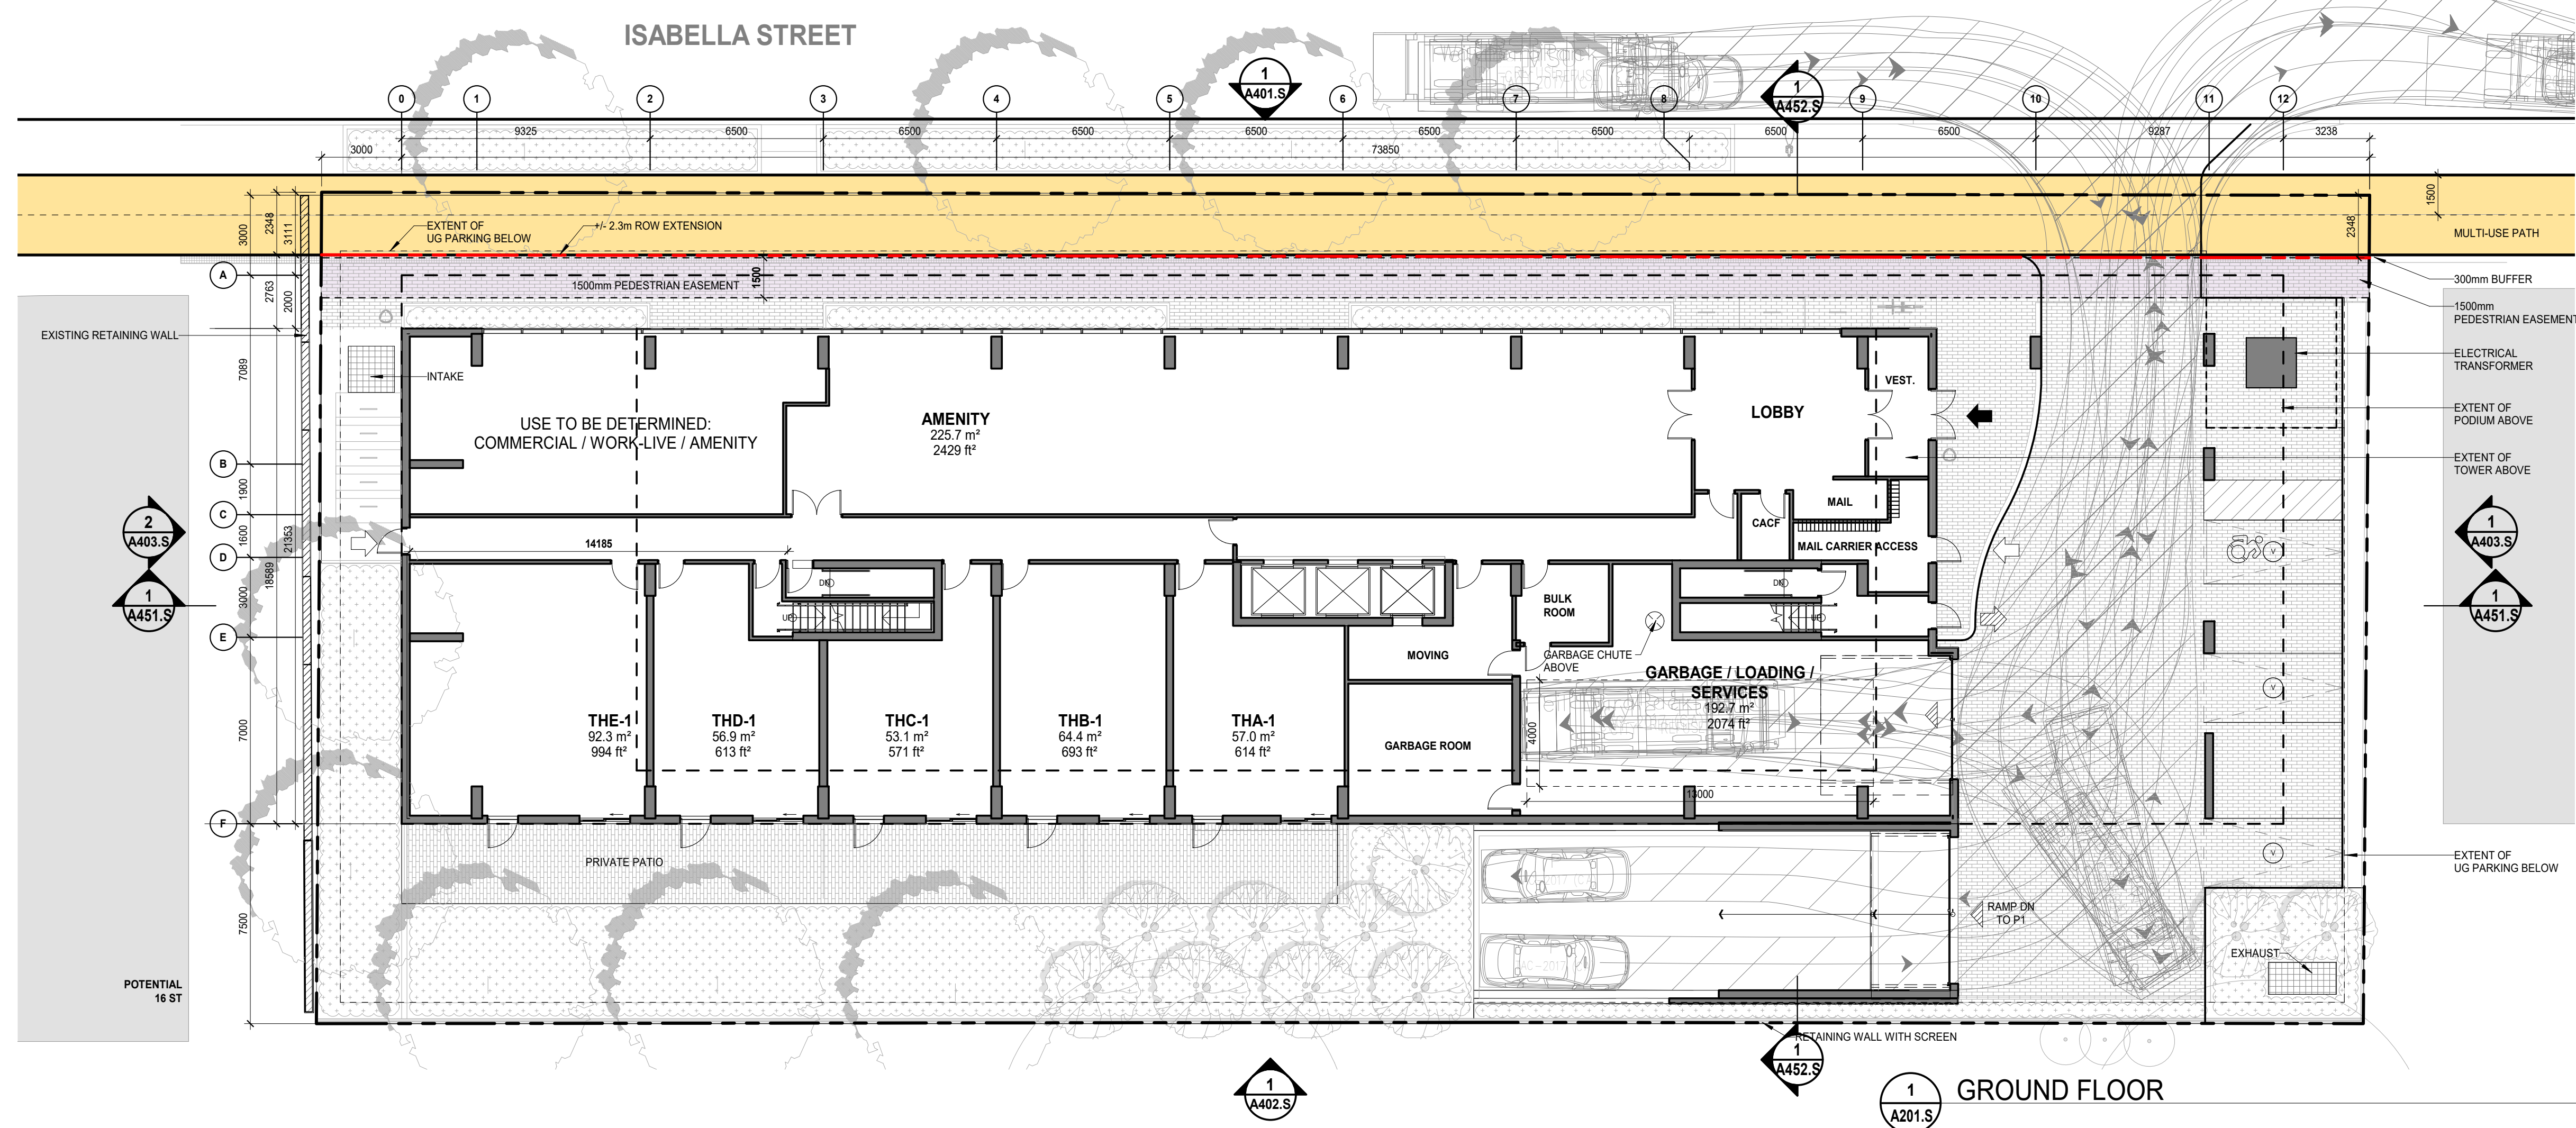 ISABELLA STREET
1
A401.S
1
A452.S
0
1
2
3
4
5
6
7
8
9
10
11
12
9325
6500
6500
6500
6500
6500
6500
6500
6500
9287
3238
3000
73850
1500
3000
2348
3111
EXTENT OF
UG PARKING BELOW
+/- 2.3m ROW EXTENSION
2348
MULTI-USE PATH
A
2763
2000
1500mm PEDESTRIAN EASEMENT
1500
300mm BUFFER
1500mm
PEDESTRIAN EASEMENT
EXISTING RETAINING WALL
ELECTRICAL
TRANSFORMER
7089
INTAKE
VEST.
USE TO BE DETERMINED:
COMMERCIAL / WORK-LIVE / AMENITY
AMENITY
225.7 m²
2429 ft²
LOBBY
EXTENT OF
PODIUM ABOVE
B
EXTENT OF
TOWER ABOVE
1900
MAIL
C
CACF
2
A403.S
1600
21353
14185
MAIL CARRIER ACCESS
V
1
A403.S
D
18589
3000
DN
DN
1
A451.S
BULK
ROOM
1
A451.S
UP
UP
E
MOVING
GARBAGE CHUTE
ABOVE
GARBAGE / LOADING /
SERVICES
192.7 m²
2074 ft²
V
7000
THE-1
92.3 m²
994 ft²
THD-1
56.9 m²
613 ft²
THC-1
53.1 m²
571 ft²
THB-1
64.4 m²
693 ft²
THA-1
57.0 m²
614 ft²
GARBAGE ROOM
4000
13000
F
PRIVATE PATIO
V
EXTENT OF
UG PARKING BELOW
7500
RAMP DN
TO P1
EXHAUST
POTENTIAL
16 ST
RETAINING WALL WITH SCREEN
1
A452.S
1
A402.S
1
A201.S
GROUND FLOOR